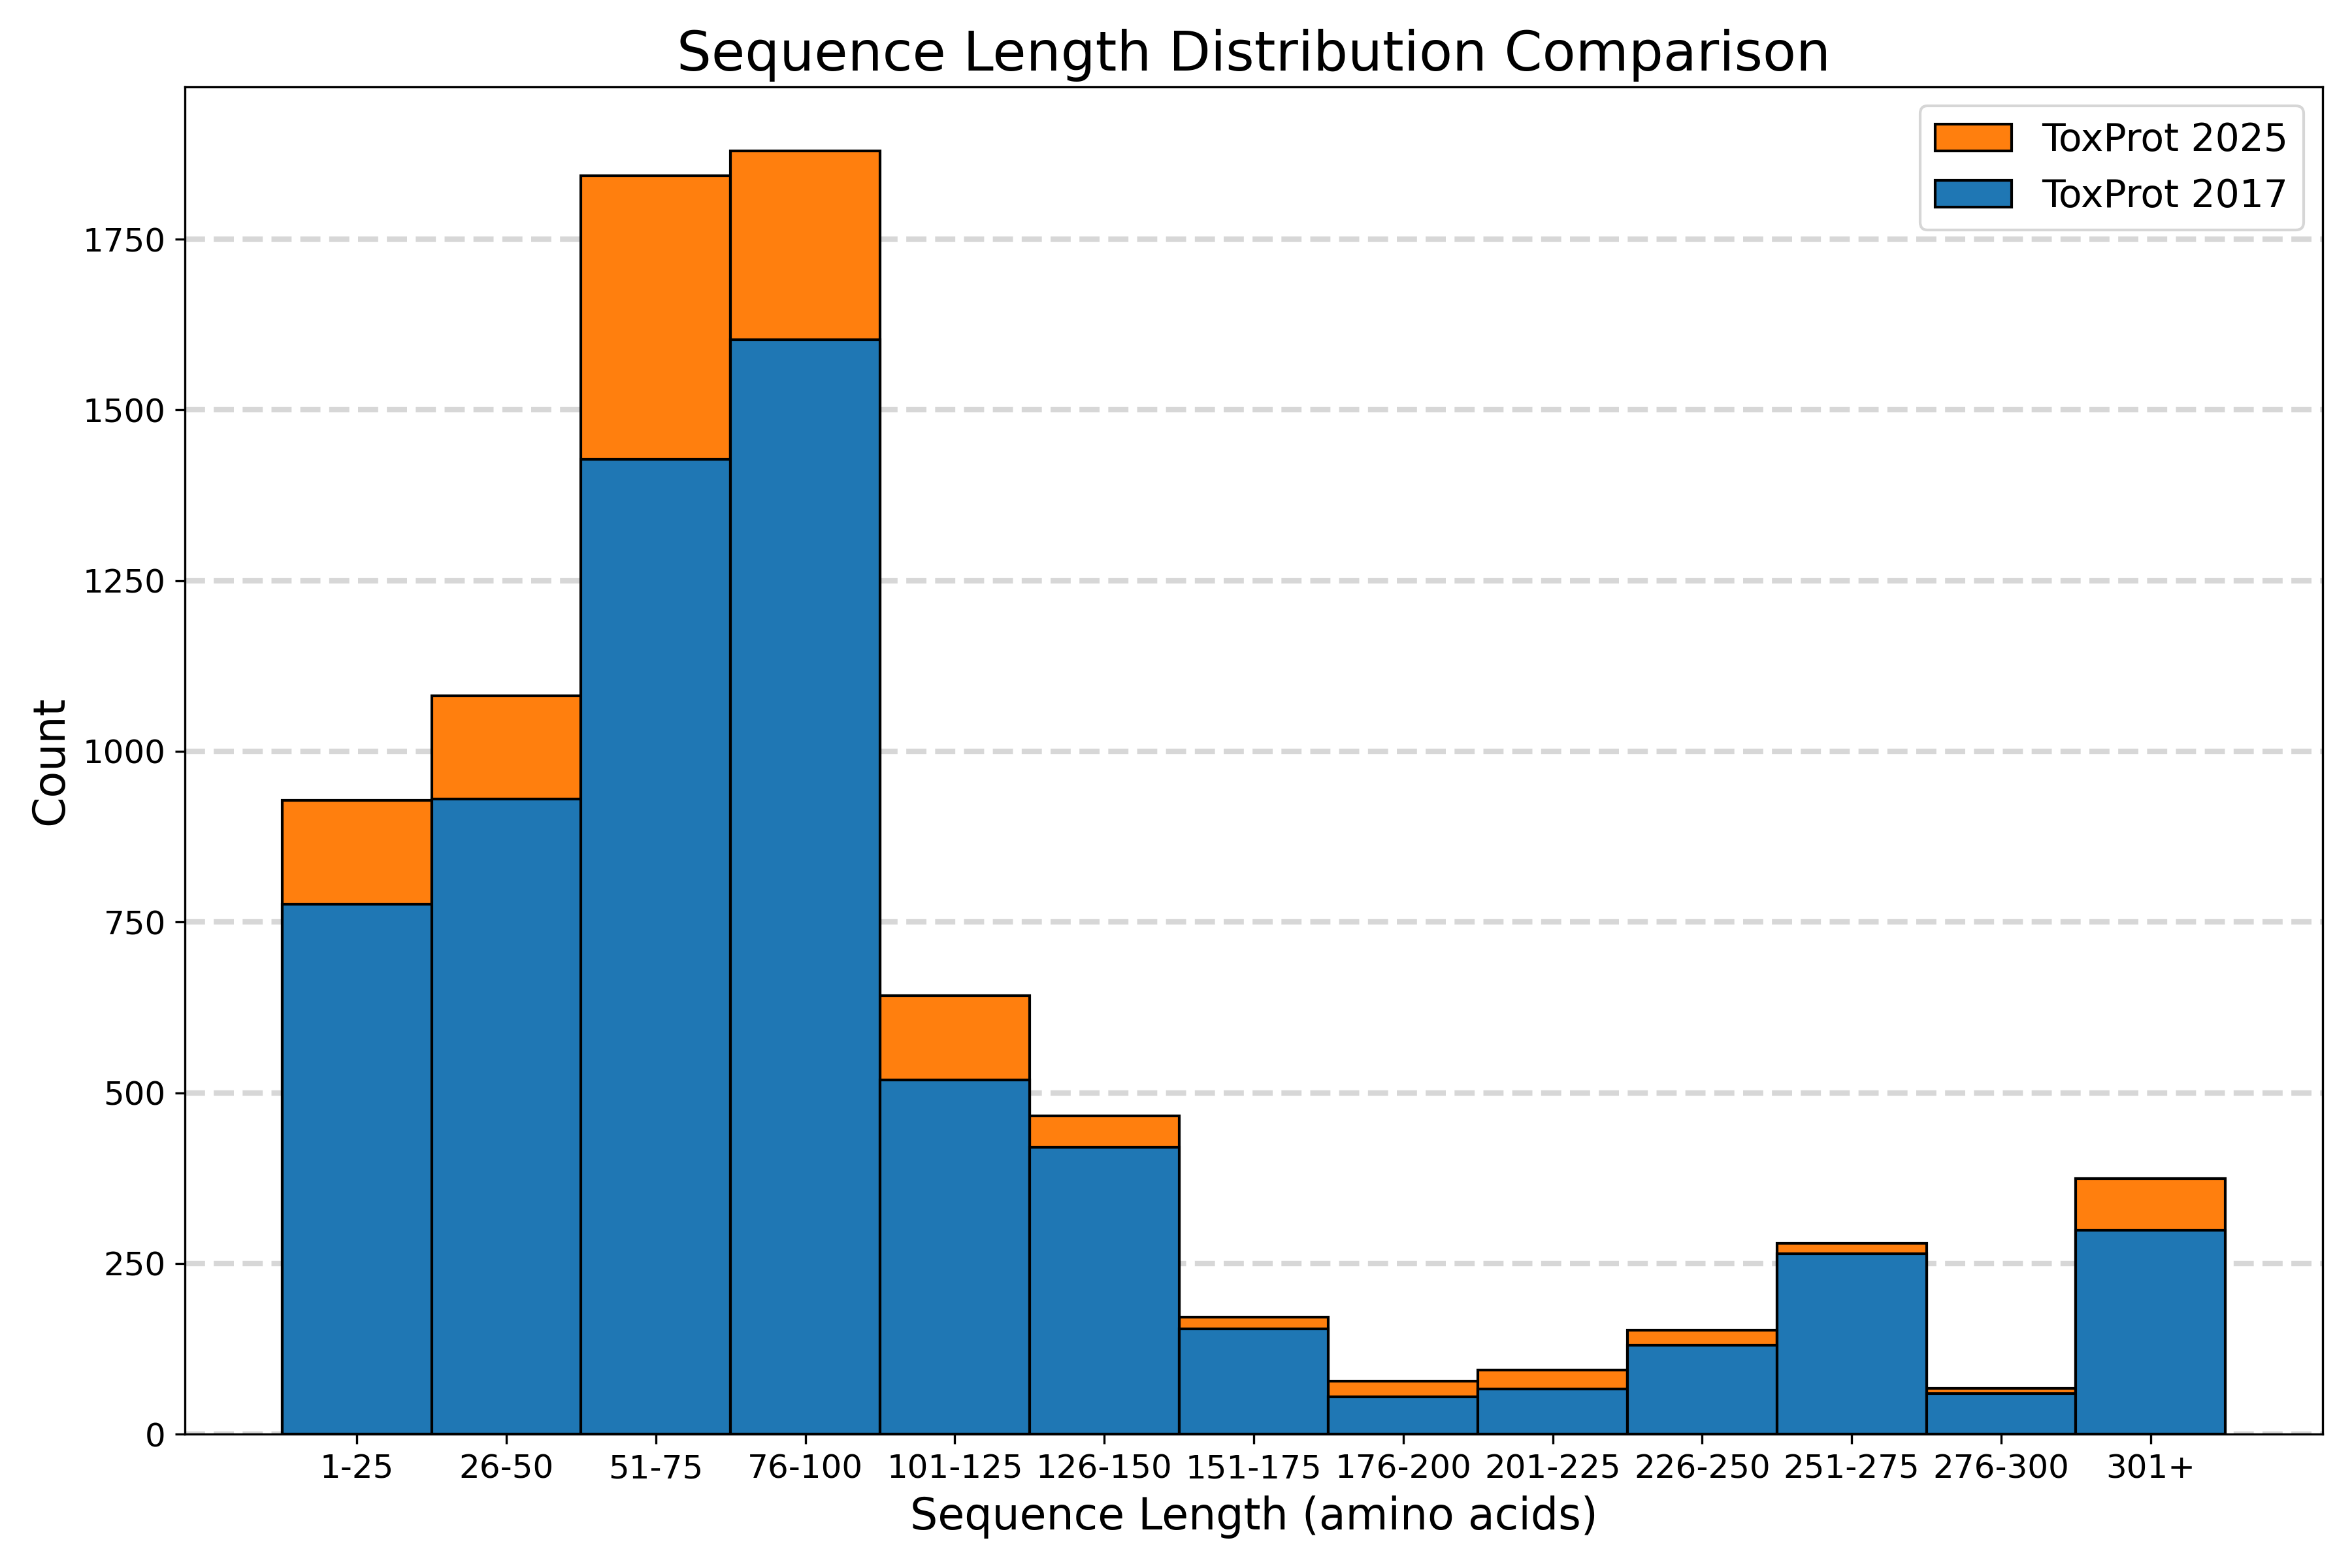 Sequence Length Distribution Comparison
ToxProt 2025
ToxProt 2017
1750
1500
1250
1000
750
500
250
0
Count
1-25 26-50 51-75 76-100 101-125 126-150 151-175 176-200 201-225 226-250 251-275 276-300 301+
Sequence Length (amino acids)